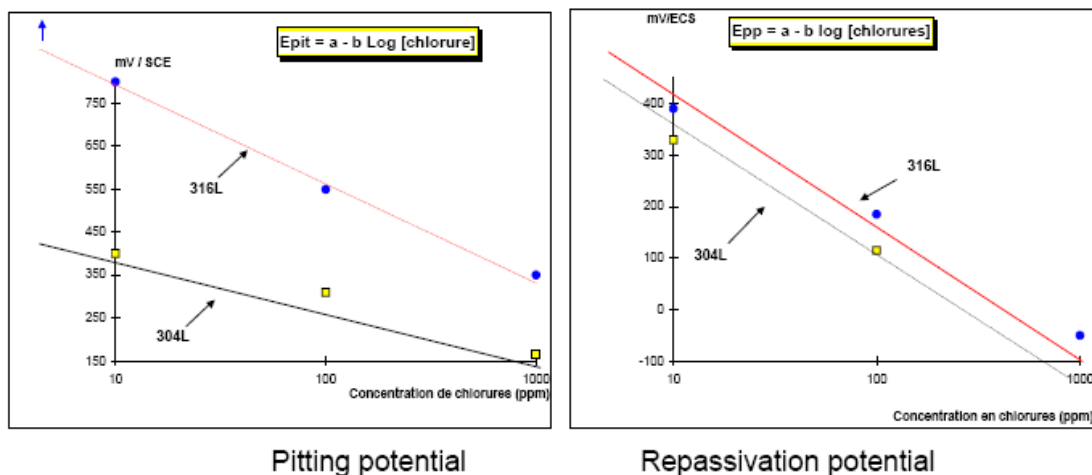 Epit = a - b Log [chlorure]
mV / SCE
750
650
550
450
350
250
150
316L
304L
10
100
1000
Concentration de chlorures (ppm)
Pitting potential
mV/ECS
Epp = a - b log [chlorures]
400
300
200
100
0
-100
316L
304L
10
100
1000
Concentration en chlorures (ppm)
Repassivation potential